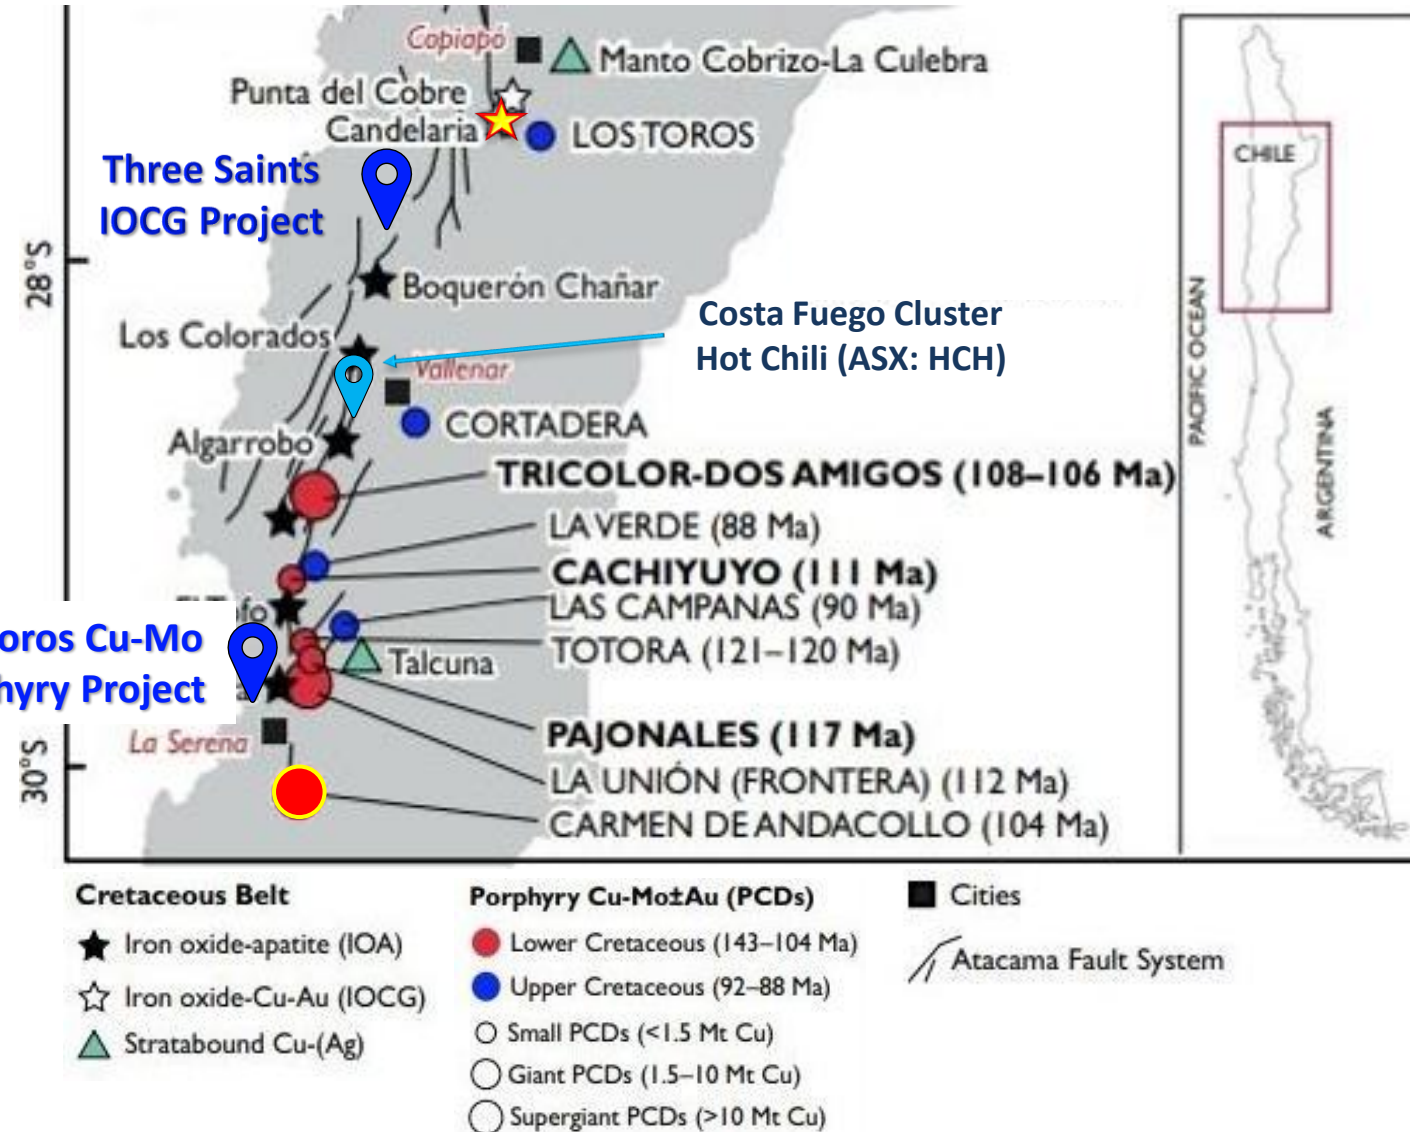 Copiapó
Manto Cobrizo-La Culebra
Punta del Cobre
Candelaria
LOS TOROS
Three Saints
IOCG Project
28°S
Boquerón Chañar
Los Colorados
Costa Fuego Cluster
Hot Chili (ASX: HCH)
Vallenar
CORTADERA
Algarrobo
TRICOLOR-DOS AMIGOS (108–106 Ma)
LA VERDE (88 Ma)
CACHIYUYO (111 Ma)
LAS CAMPANAS (90 Ma)
oros Cu-Mo
hyry Project
TOTORA (121–120 Ma)
Talcuna
PAJONALES (117 Ma)
La Serena
30°S
LA UNIÓN (FRONTERA) (112 Ma)
CARMEN DE ANDACOLLO (104 Ma)
CHILE
PACIFIC OCEAN
ARGENTINA
Cretaceous Belt
Iron oxide-apatite (IOA)
Iron oxide-Cu-Au (IOCG)
Stratabound Cu-(Ag)
Porphyry Cu-Mo±Au (PCDs)
Lower Cretaceous (143–104 Ma)
Upper Cretaceous (92–88 Ma)
Small PCDs (<1.5 Mt Cu)
Giant PCDs (1.5–10 Mt Cu)
Supergiant PCDs (>10 Mt Cu)
Cities
Atacama Fault System